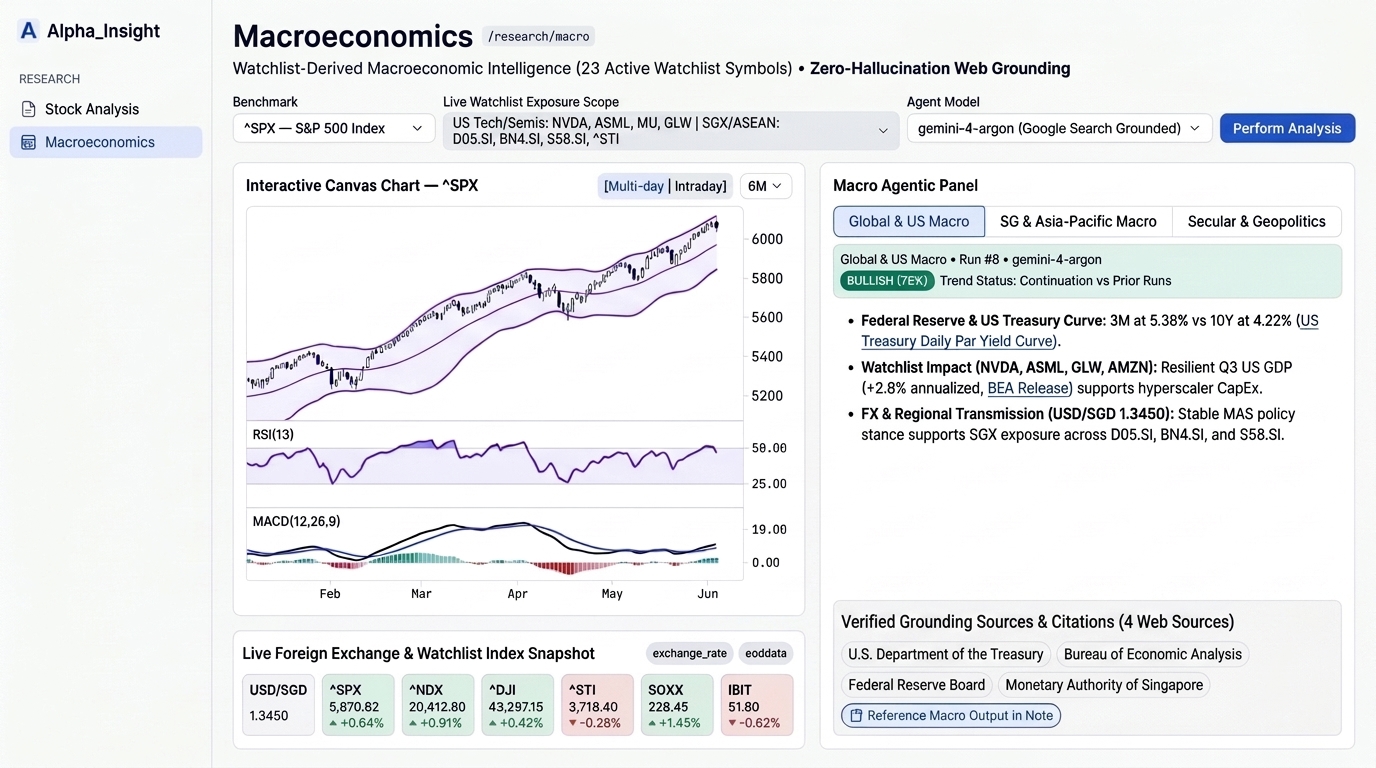 Alpha_Insight
RESEARCH
Stock Analysis
Macroeconomics
Macroeconomics /research/macro
Watchlist-Derived Macroeconomic Intelligence (23 Active Watchlist Symbols) • Zero-Hallucination Web Grounding
Benchmark
^SPX — S&P 500 Index
Live Watchlist Exposure Scope
US Tech/Semis: NVDA, ASML, MU, GLW | SGX/ASEAN:
D05.SI, BN4.SI, S58.SI, ^STI
Agent Model
gemini-4-argon (Google Search Grounded)
Perform Analysis
Interactive Canvas Chart — ^SPX
[Multi-day | Intraday]
6M
6000
5800
5600
5400
5200
RSI(13)
50.00
25.00
MACD(12,26,9)
19.00
0.00
Feb Mar Apr May Jun
Live Foreign Exchange & Watchlist Index Snapshot
exchange_rate
eoddata
USD/SGD
1.3450
^SPX
5,870.82
▲ +0.64%
^NDX
20,412.80
▲ +0.91%
^DJI
43,297.15
▲ +0.42%
^STI
3,718.40
▼ -0.28%
SOXX
228.45
▲ +1.45%
IBIT
51.80
▼ -0.62%
Macro Agentic Panel
Global & US Macro
SG & Asia-Pacific Macro
Secular & Geopolitics
Global & US Macro • Run #8 • gemini-4-argon
BULLISH Trend Status: Continuation vs Prior Runs
• Federal Reserve & US Treasury Curve: 3M at 5.38% vs 10Y at 4.22% (US
Treasury Daily Par Yield Curve).
• Watchlist Impact (NVDA, ASML, GLW, AMZN): Resilient Q3 US GDP
(+2.8% annualized, BEA Release) supports hyperscaler CapEx.
• FX & Regional Transmission (USD/SGD 1.3450): Stable MAS policy
stance supports SGX exposure across D05.SI, BN4.SI, and S58.SI.
Verified Grounding Sources & Citations (4 Web Sources)
U.S. Department of the Treasury
Bureau of Economic Analysis
Federal Reserve Board
Monetary Authority of Singapore
Reference Macro Output in Note